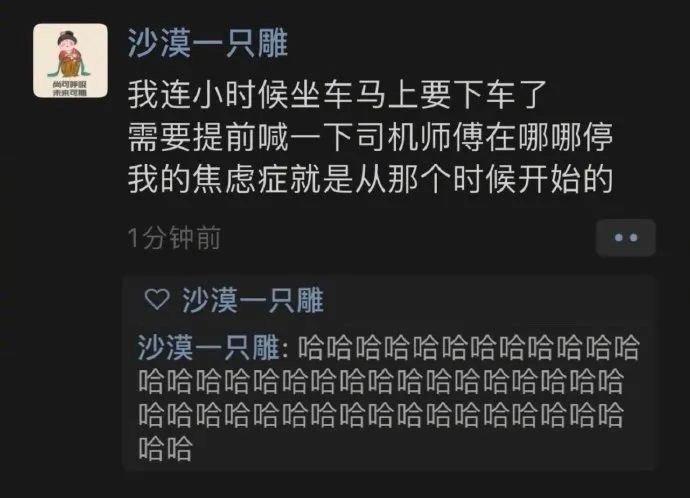 沙漠一只雕
尚可呼吸
未来可期
我连小时候坐车马上要下车了
需要提前喊一下司机师傅在哪哪停
我的焦虑症就是从那个时候开始的
1分钟前
沙漠一只雕
沙漠一只雕: 哈哈哈哈哈哈哈哈哈哈哈哈
哈哈哈哈哈哈哈哈哈哈哈哈哈哈哈哈哈
哈哈哈哈哈哈哈哈哈哈哈哈哈哈哈哈哈
哈哈